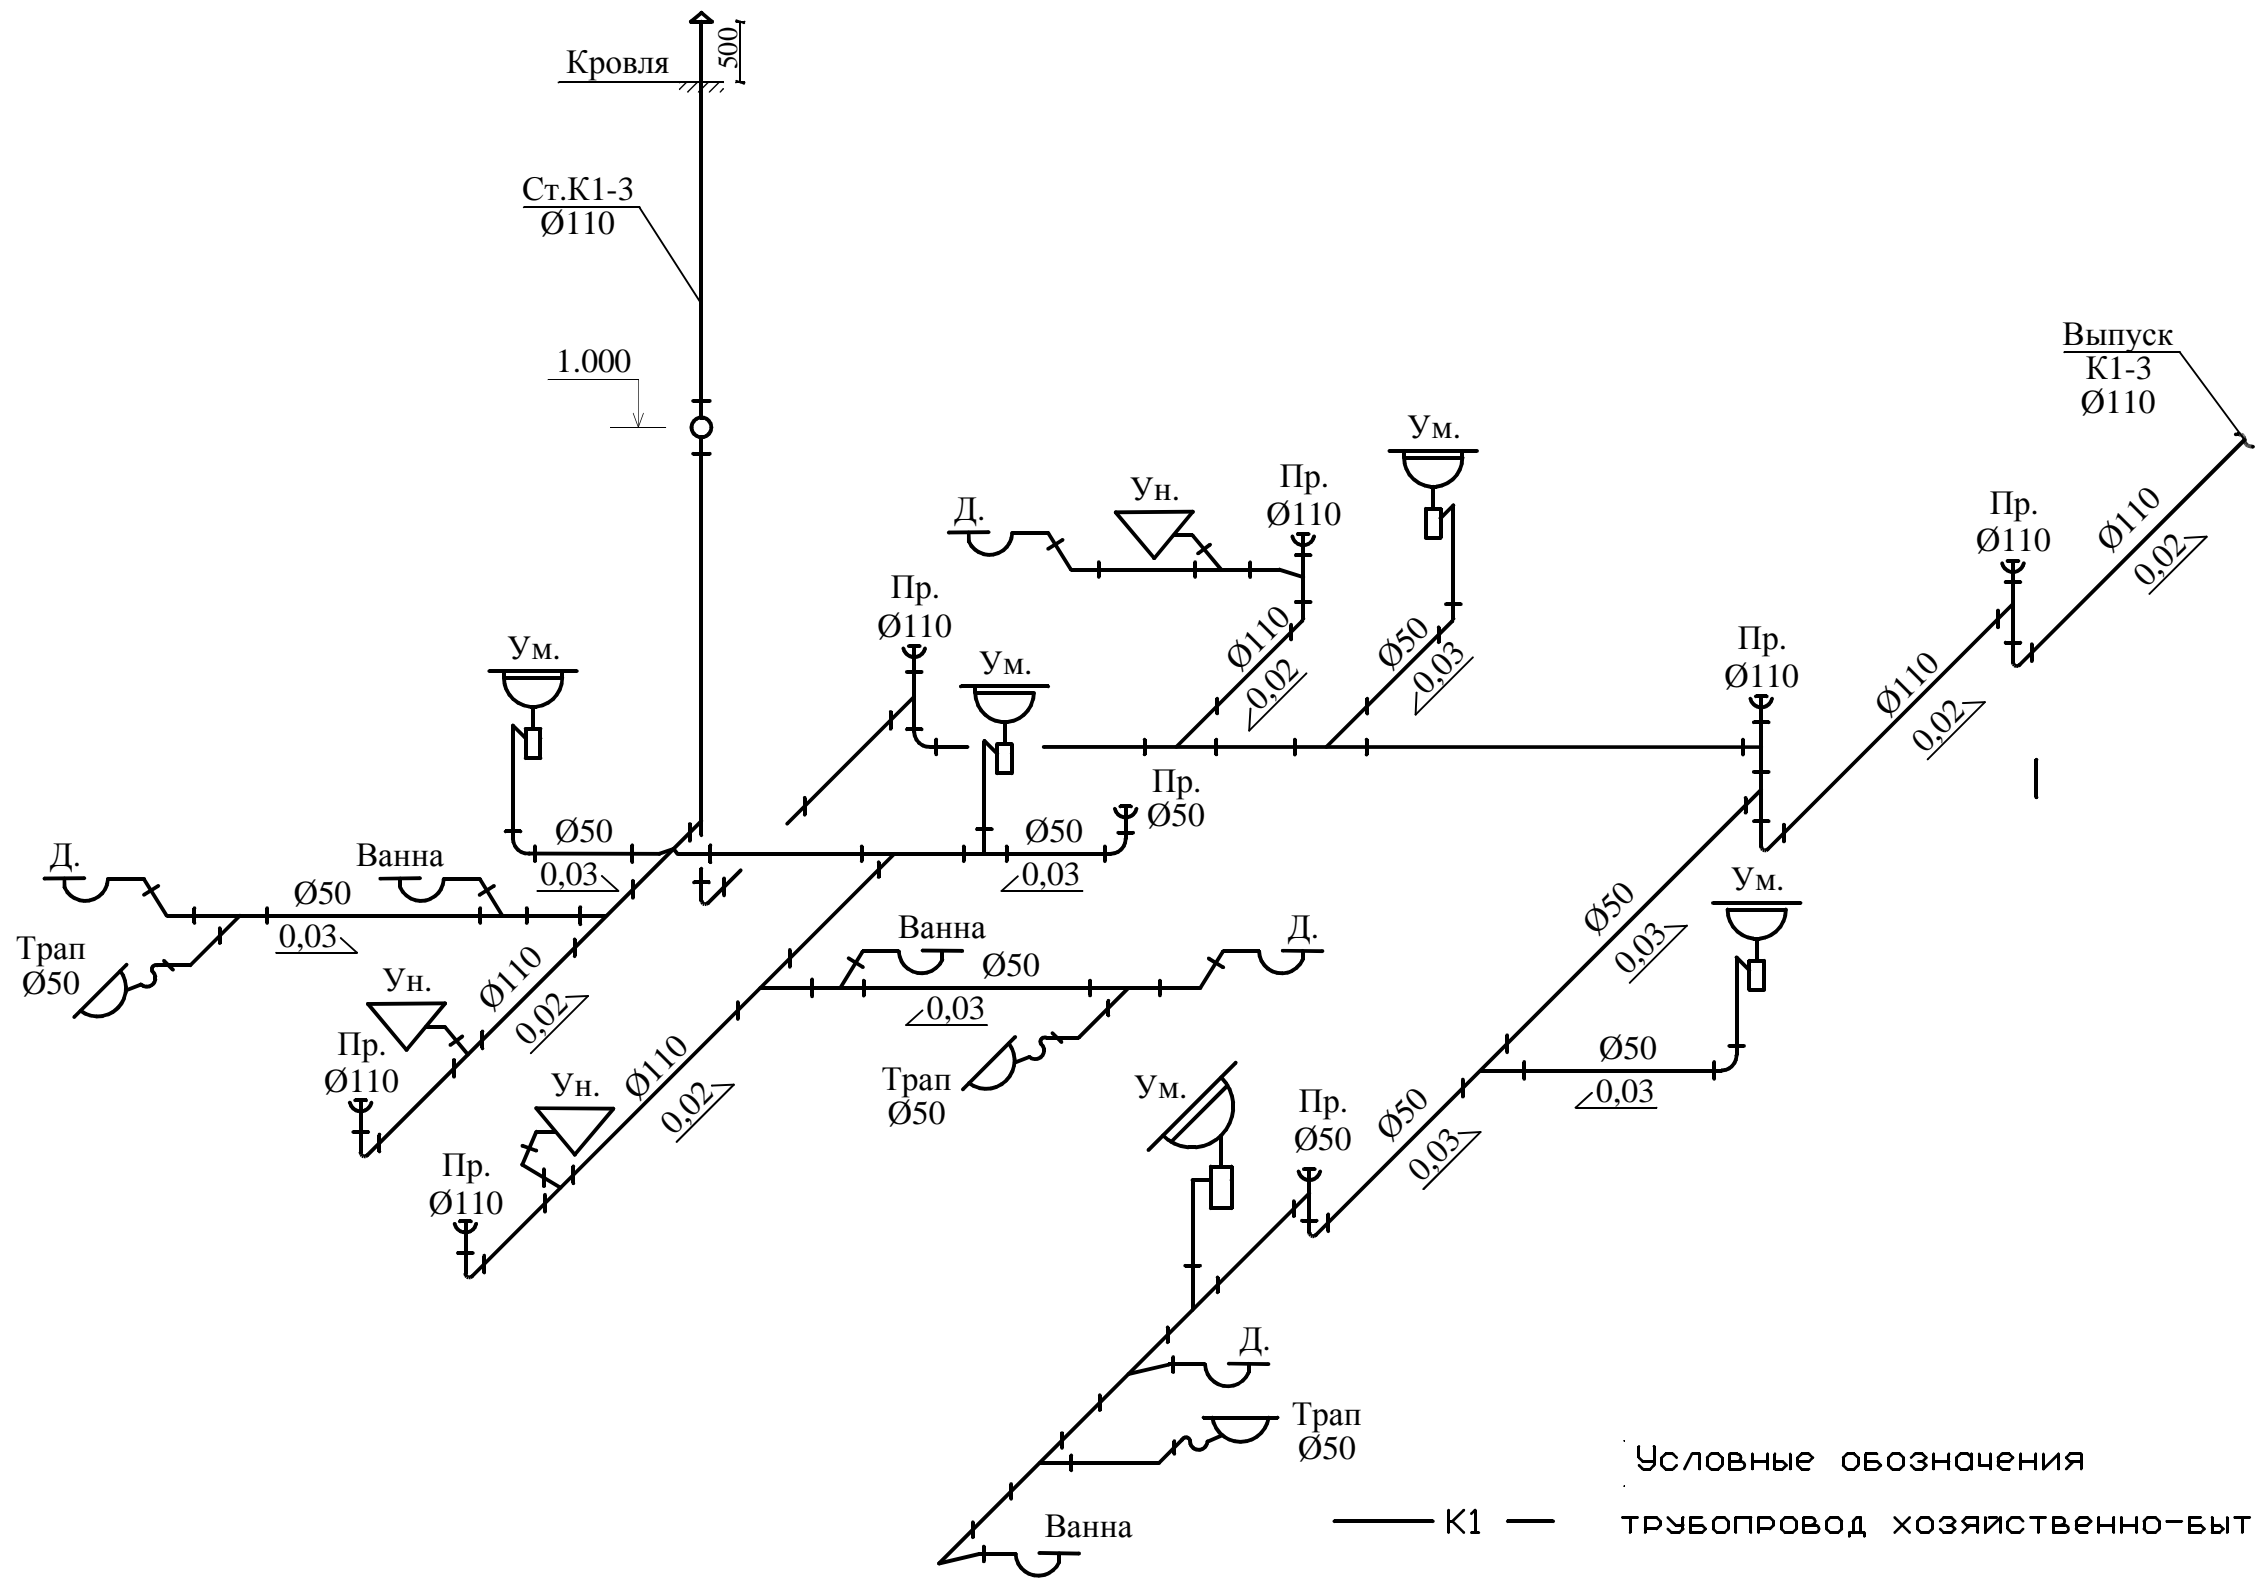 500
Кровля
Ст.К1-3
Ø110
1.000
Выпуск
К1-3
Ø110
Ум.
Пр.
Ø110
Ун.
Д.
Пр.
Ø110
Ø110
0,02
Пр.
Ø110
Ø110
0,02
Ø50
0,03
Ум.
Ум.
Пр.
Ø110
Ø110
0,02
Пр.
Ø50
Ø50
0,03
Ø50
0,03
Д.
Ванна
Ø50
0,03
Трап
Ø50
Ун.
Ø110
0,02
Пр.
Ø110
Ванна
Д.
Ø50
0,03
Трап
Ø50
Ø110
0,02
Ун.
Пр.
Ø110
Ø50
0,03
Ум.
Ø50
0,03
Ум.
Пр.
Ø50
Ø50
0,03
Д.
Трап
Ø50
Ванна
Условные обозначения
К1
трубопровод хозяйственно-быт